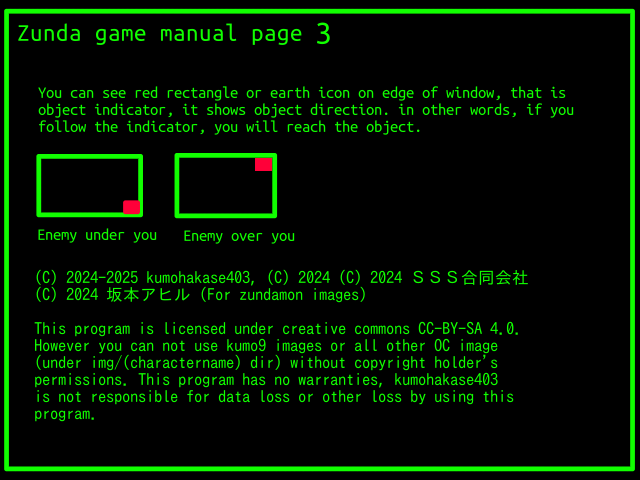 Zunda game manual page 3
You can see red rectangle or earth icon on edge of window, that is
object indicator, it shows object direction. in other words, if you
follow the indicator, you will reach the object.
Enemy under you
Enemy over you
(C) 2024-2025 kumohakase403, (C) 2024 (C) 2024 ＳＳＳ合同会社
(C) 2024 坂本アヒル (For zundamon images)
This program is licensed under creative commons CC-BY-SA 4.0.
However you can not use kumo9 images or all other OC image
(under img/(charactername) dir) without copyright holder's
permissions. This program has no warranties, kumohakase403
is not responsible for data loss or other loss by using this
program.